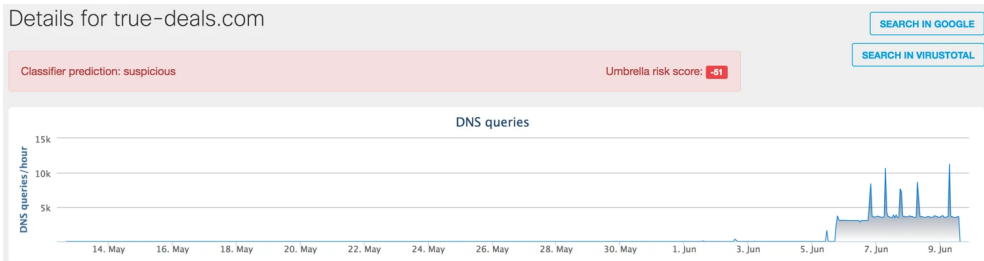 Details for true-deals.com
SEARCH IN GOOGLE
SEARCH IN VIRUSTOTAL
Classifier prediction: suspicious
Umbrella risk score: -51
DNS queries
DNS queries/hour
15k
10k
5k
14. May 16. May 18. May 20. May 22. May 24. May 26. May 28. May 30. May 1. Jun 3. Jun 5. Jun 7. Jun 9. Jun